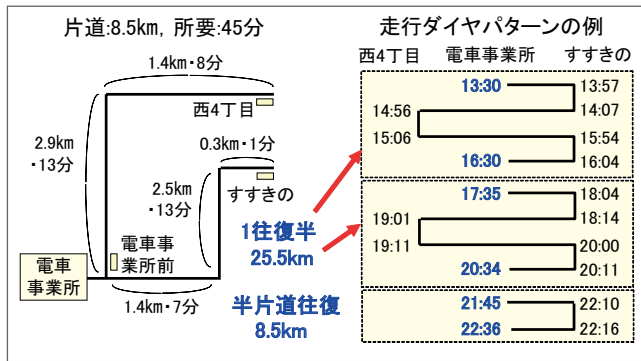 片道:8.5km, 所要:45分
1.4km・8分
西4丁目
0.3km・1分
2.9km
・13分
2.5km
・13分
すすきの
電車事
業所前
電車
事業所
1.4km・7分
1往復半
25.5km
半片道往復
8.5km
走行ダイヤパターンの例
西4丁目 電車事業所 すすきの
13:30 13:57
14:56 14:07
15:06 15:54
16:30 16:04
17:35 18:04
19:01 18:14
19:11 20:00
20:34 20:11
21:45 22:10
22:36 22:16